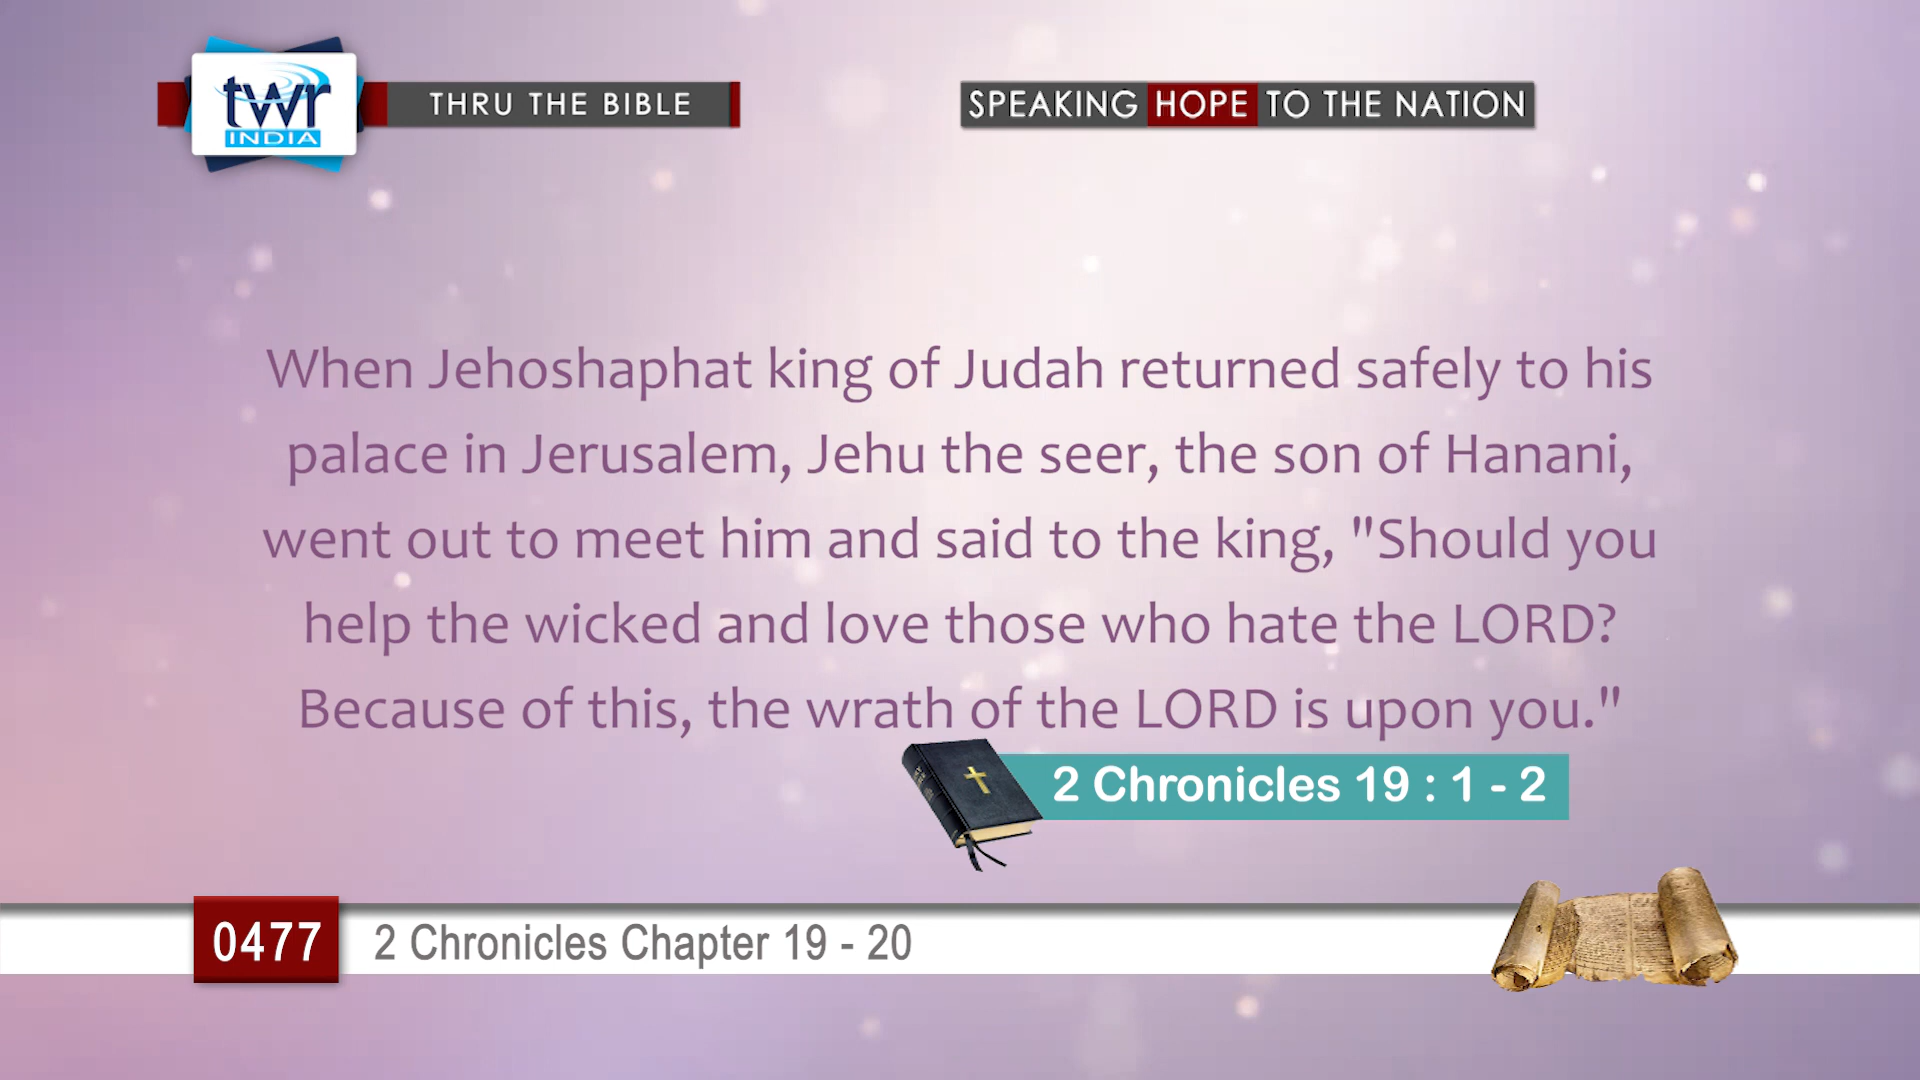 twr
INDIA
THRU THE BIBLE
SPEAKING HOPE TO THE NATION
When Jehoshaphat king of Judah returned safely to his
palace in Jerusalem, Jehu the seer, the son of Hanani,
went out to meet him and said to the king, "Should you
help the wicked and love those who hate the LORD?
Because of this, the wrath of the LORD is upon you."
2 Chronicles 19 : 1 - 2
0477
2 Chronicles Chapter 19 - 20